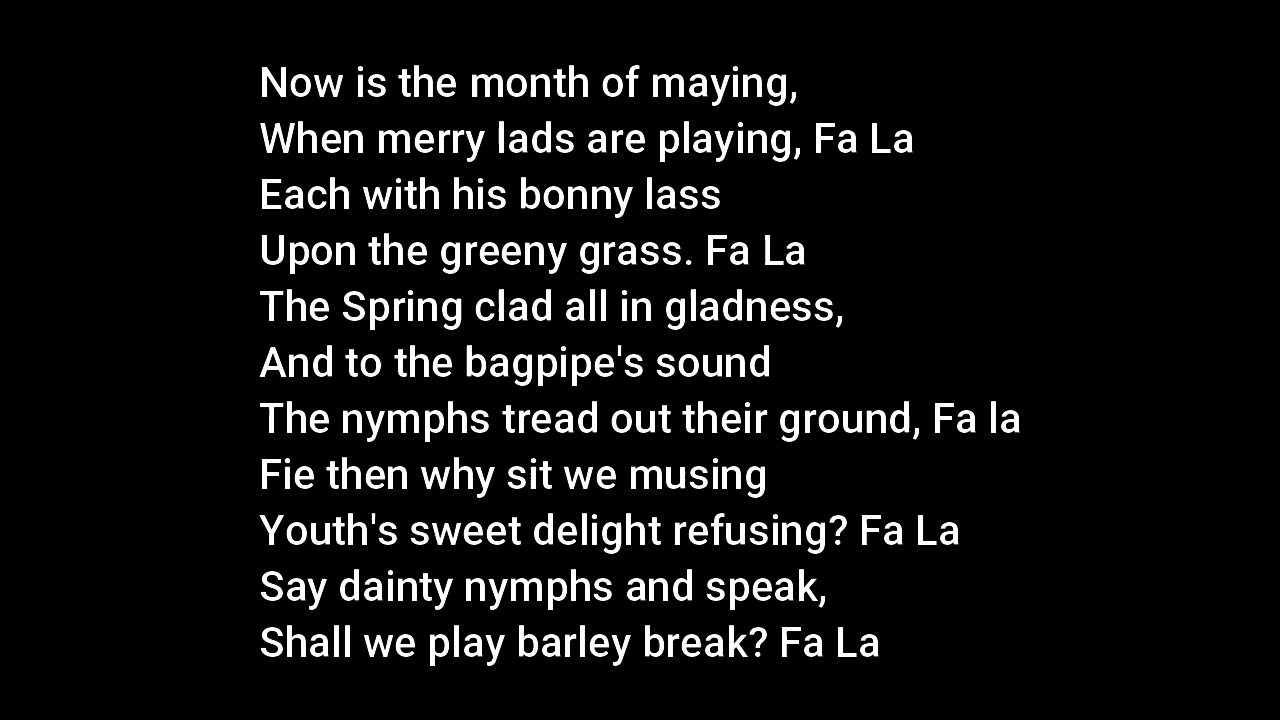 Now is the month of maying,
When merry lads are playing, Fa La
Each with his bonny lass
Upon the greeny grass. Fa La
The Spring clad all in gladness,
And to the bagpipe's sound
The nymphs tread out their ground, Fa la
Fie then why sit we musing
Youth's sweet delight refusing? Fa La
Say dainty nymphs and speak,
Shall we play barley break? Fa La